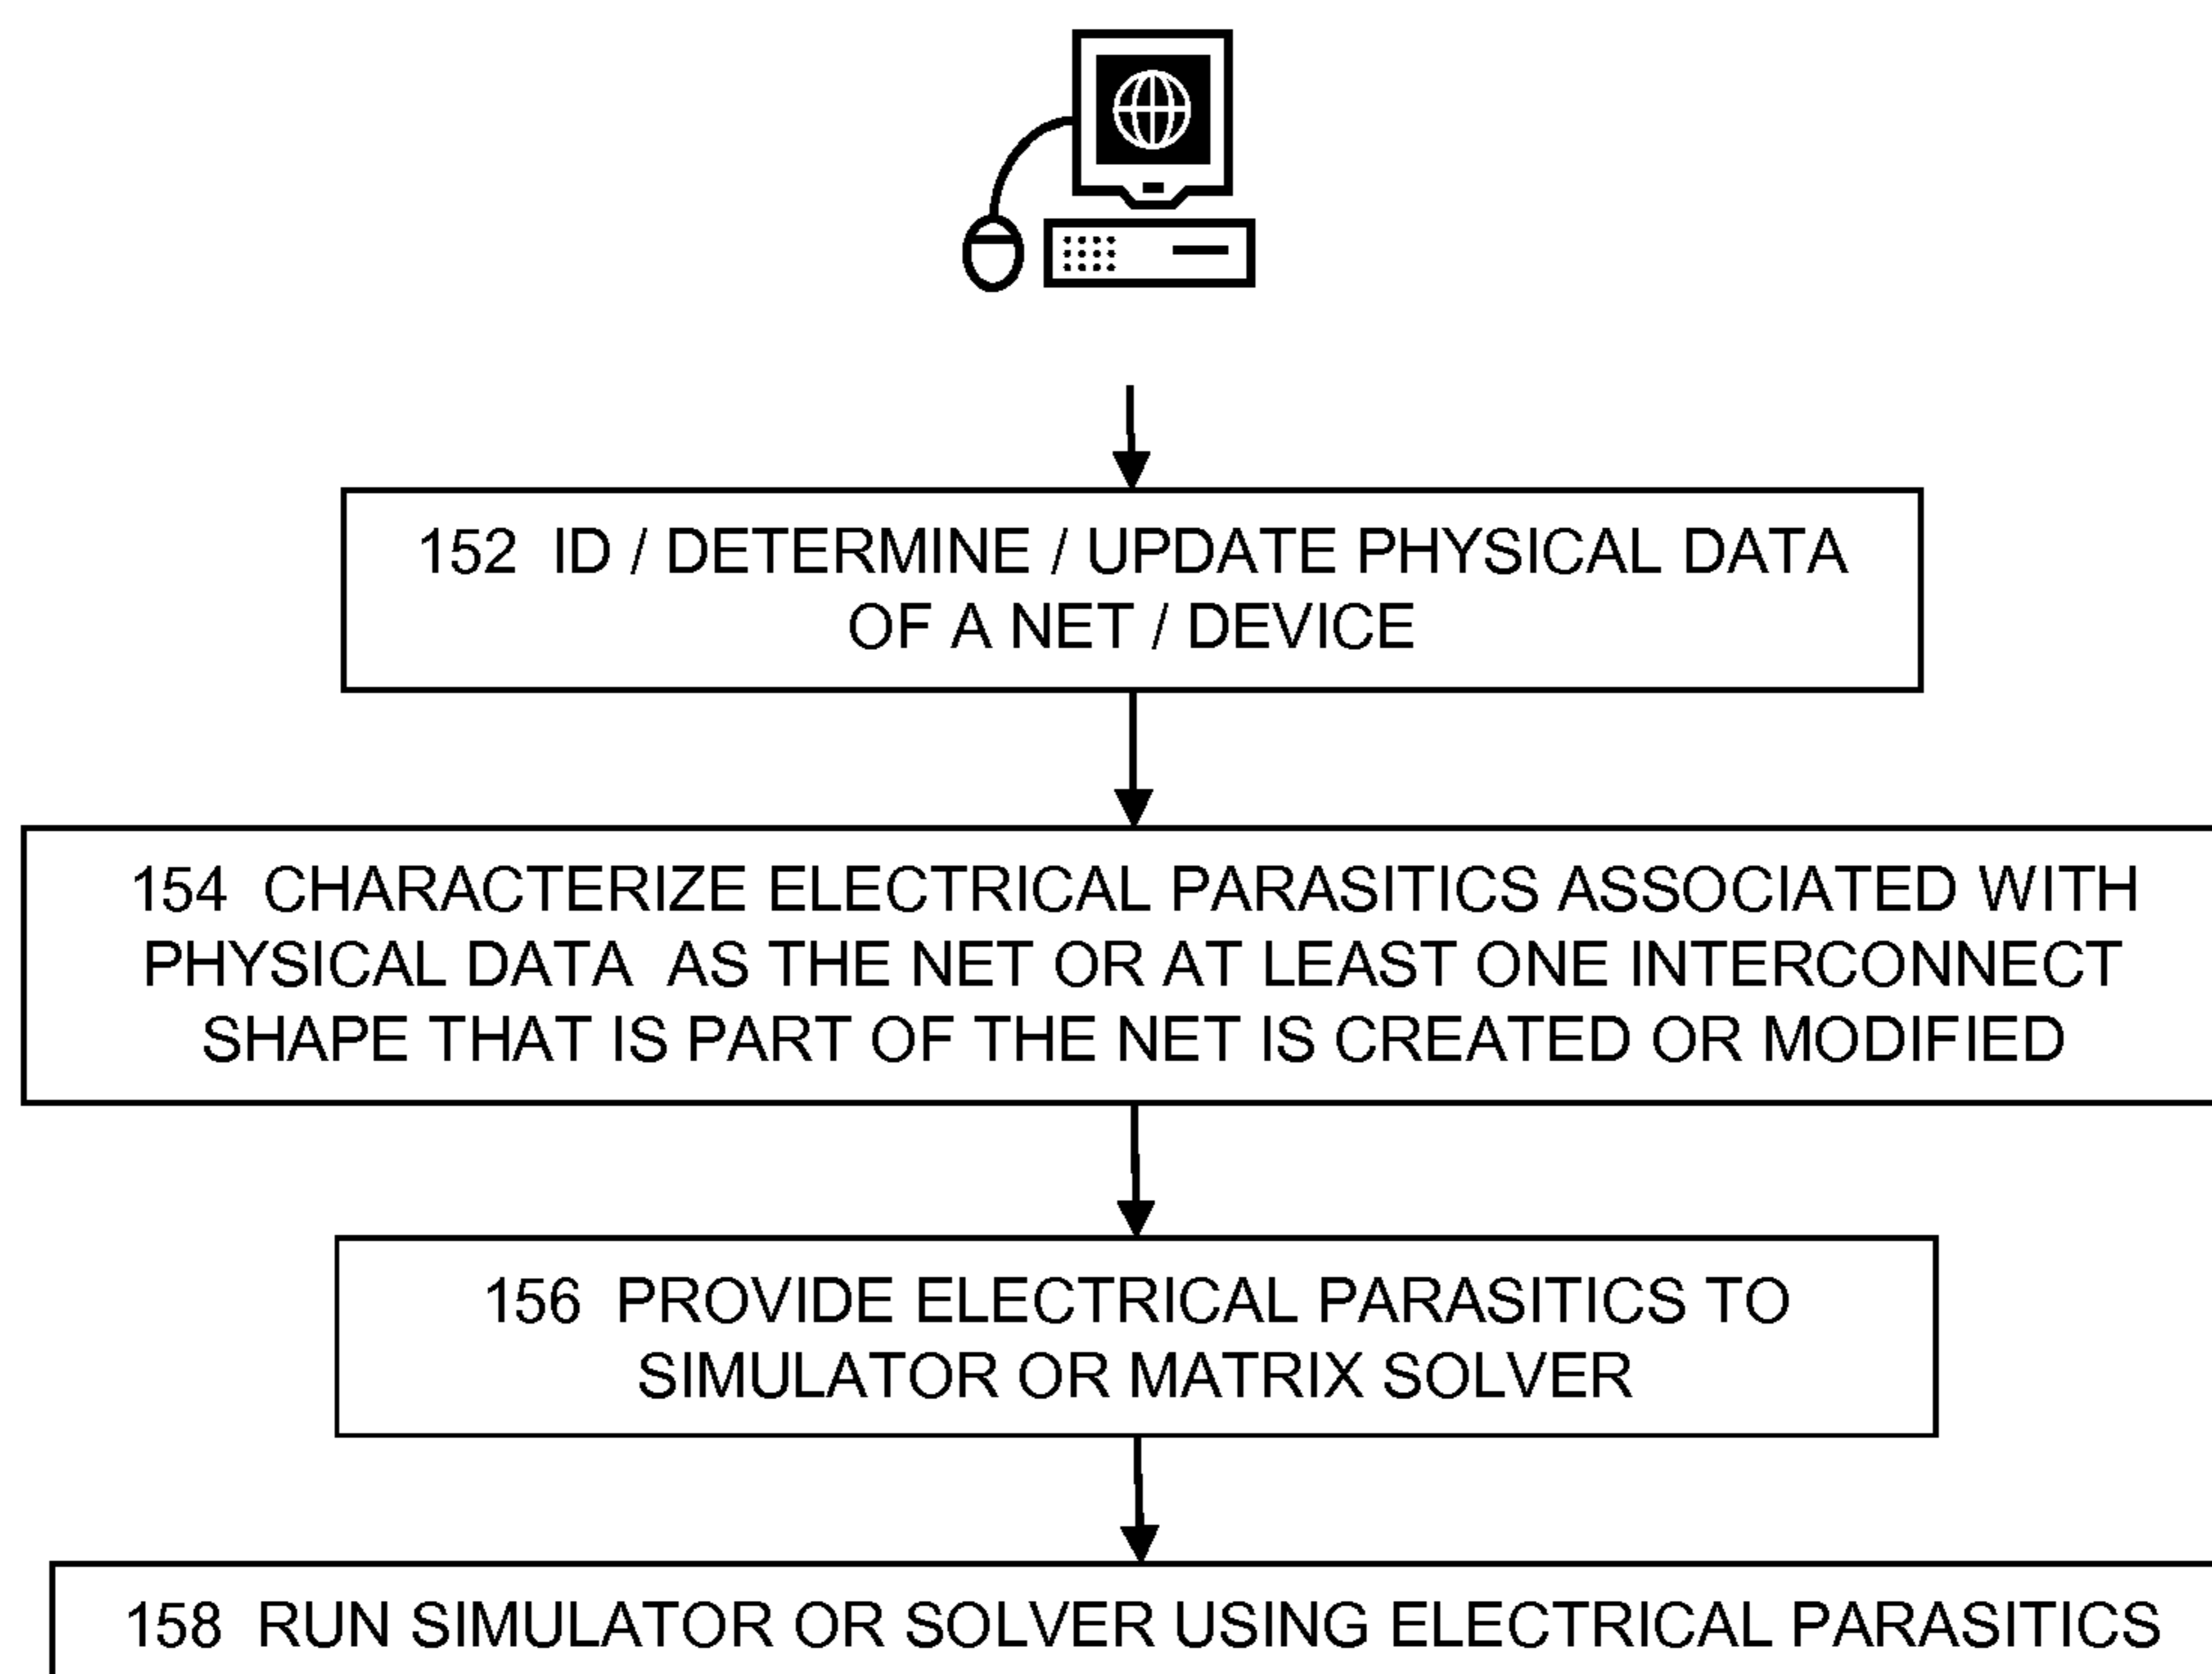 152 ID / DETERMINE / UPDATE PHYSICAL DATA
OF A NET / DEVICE
154 CHARACTERIZE ELECTRICAL PARASITICS ASSOCIATED WITH
PHYSICAL DATA AS THE NET OR AT LEAST ONE INTERCONNECT
SHAPE THAT IS PART OF THE NET IS CREATED OR MODIFIED
156 PROVIDE ELECTRICAL PARASITICS TO
SIMULATOR OR MATRIX SOLVER
158 RUN SIMULATOR OR SOLVER USING ELECTRICAL PARASITICS